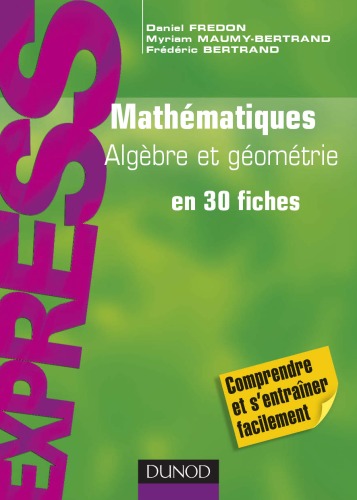 Daniel FREDON
Myriam MAUMY-BERTRAND
Frédéric BERTRAND
Mathématiques
Algèbre et géométrie
en 30 fiches
EXPRESS
Comprendre
et s'entraîner
facilement
DUNOD